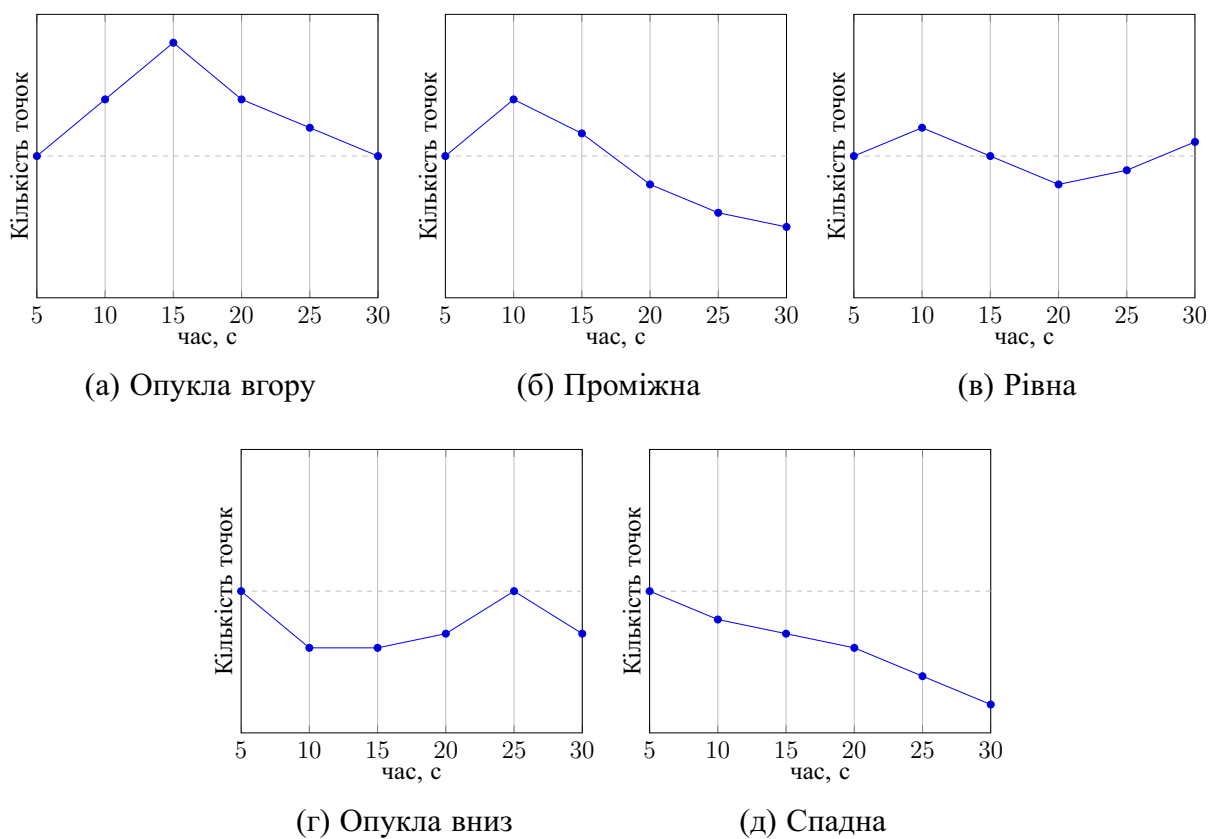 Кількість точок
5 10 15 20 25 30
час, с
(а) Опукла вгору
Кількість точок
5 10 15 20 25 30
час, с
(б) Проміжна
Кількість точок
5 10 15 20 25 30
час, с
(в) Рівна
Кількість точок
5 10 15 20 25 30
час, с
(г) Опукла вниз
Кількість точок
5 10 15 20 25 30
час, с
(д) Спадна